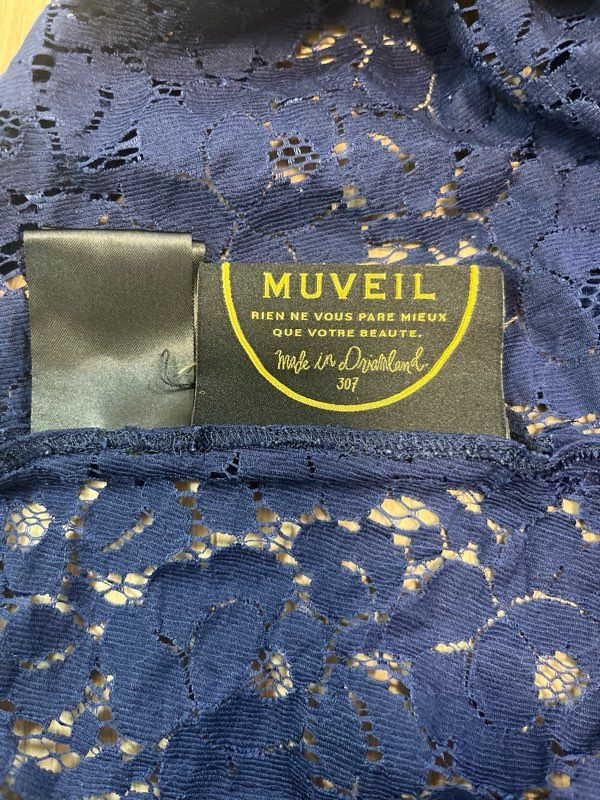 MUVEIL
RIEN NE VOUS PARE MIEUX
QUE VOTRE BEAUTE.
Made in Dreamland.
307